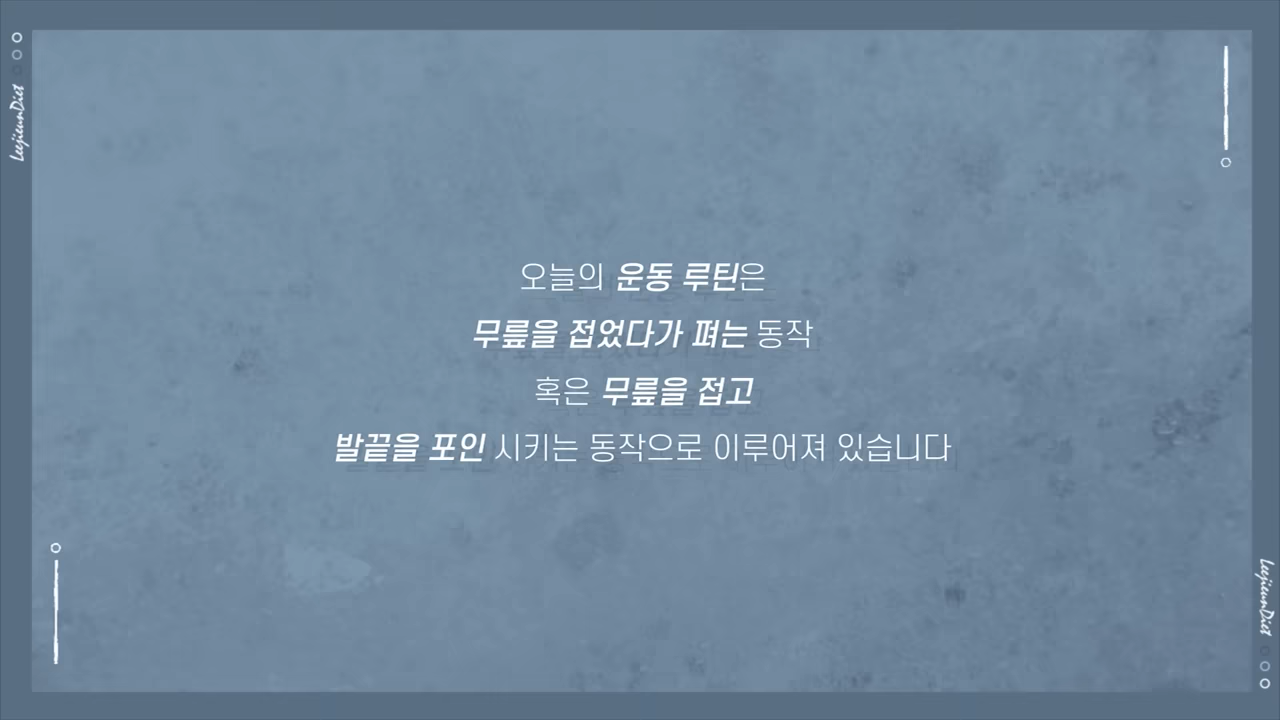 LeejieunDiet
오늘의 운동 루틴은
무릎을 접었다가 펴는 동작
혹은 무릎을 접고
발끝을 포인 시키는 동작으로 이루어져 있습니다
LeejieunDiet